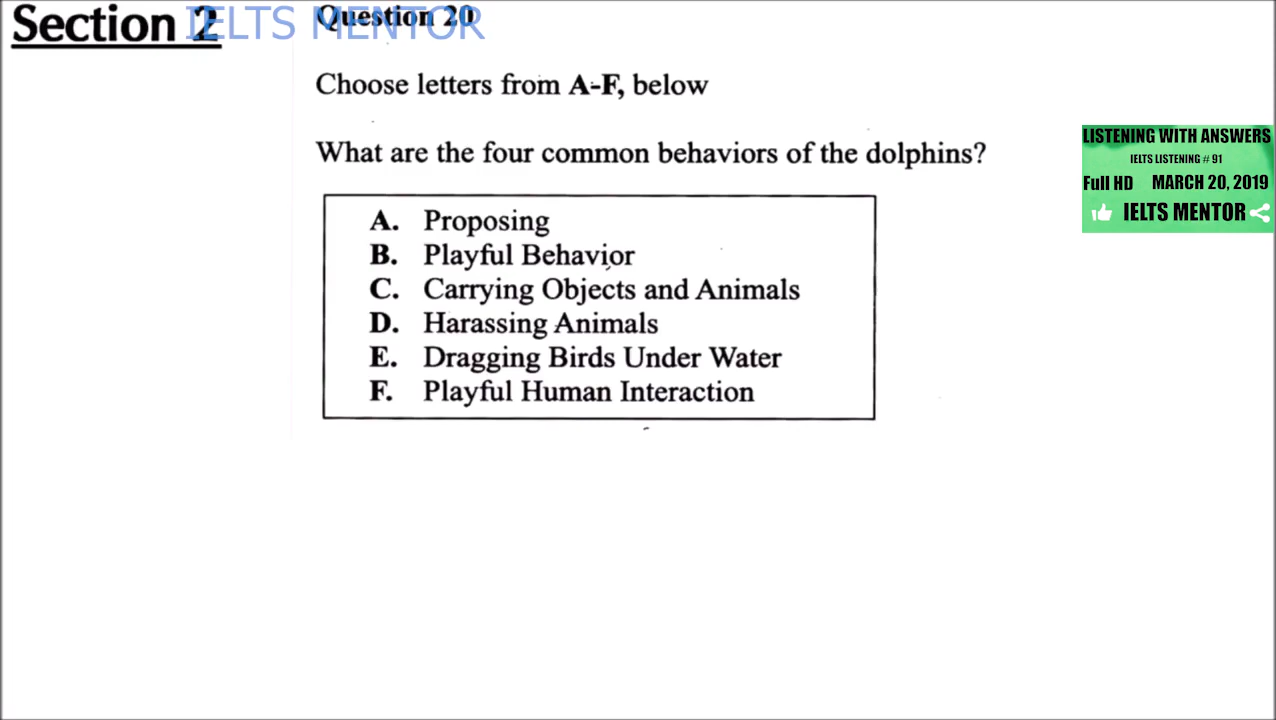 Section 2
IELTS MENTOR
Question 20
Choose letters from A-F, below
What are the four common behaviors of the dolphins?
A. Proposing
B. Playful Behavior
C. Carrying Objects and Animals
D. Harassing Animals
E. Dragging Birds Under Water
F. Playful Human Interaction
LISTENING WITH ANSWERS
IELTS LISTENING # 91
Full HD MARCH 20, 2019
IELTS MENTOR